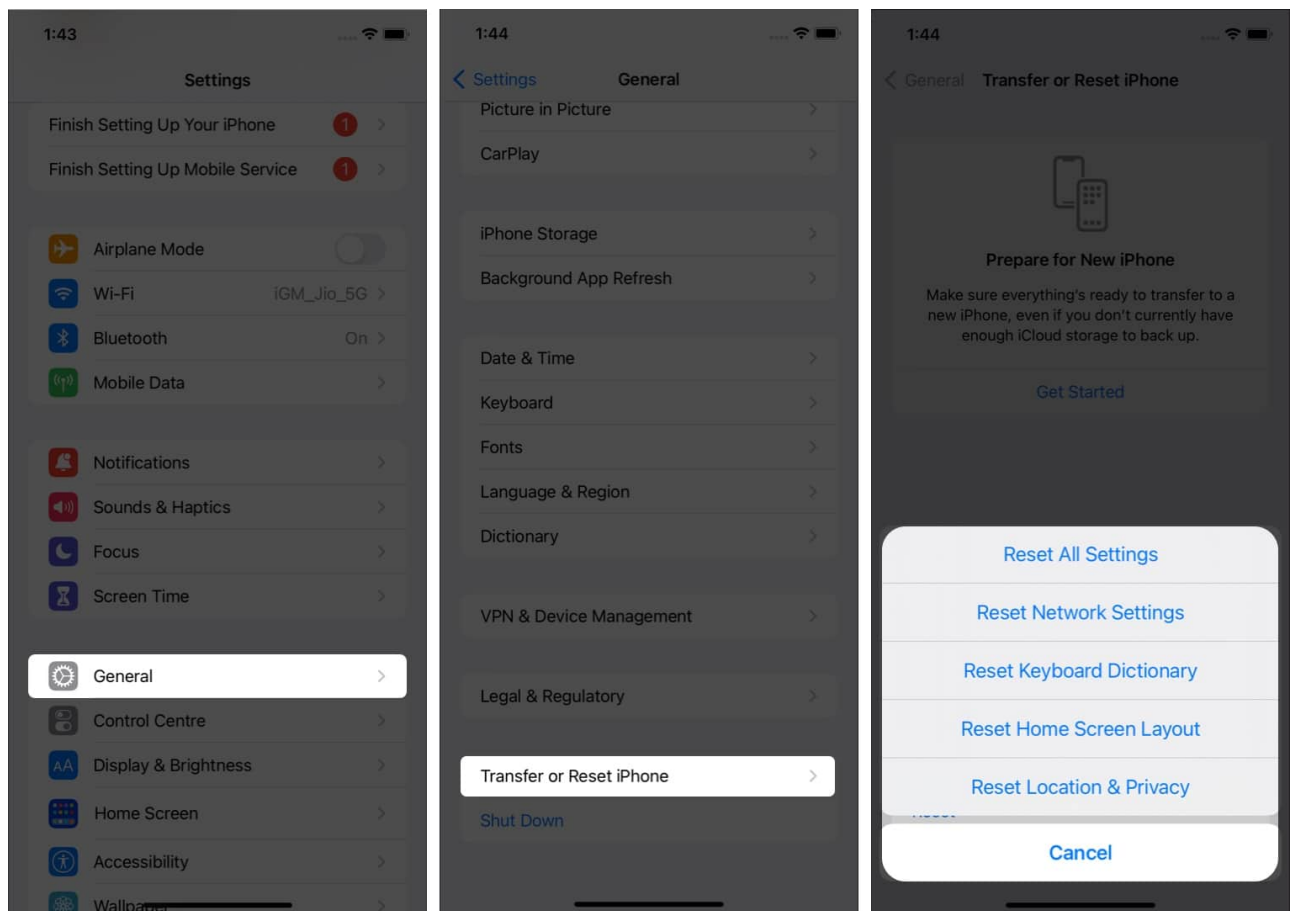 1:43
Settings
Finish Setting Up Your iPhone 1
Finish Setting Up Mobile Service 1
Airplane Mode
Wi-Fi iGM_Jio_5G
Bluetooth On
Mobile Data
Notifications
Sounds & Haptics
Focus
Screen Time
General
Control Centre
AA Display & Brightness
Home Screen
Accessibility
1:44
Settings General
Picture in Picture
CarPlay
iPhone Storage
Background App Refresh
Date & Time
Keyboard
Fonts
Language & Region
Dictionary
VPN & Device Management
Legal & Regulatory
Transfer or Reset iPhone
Shut Down
1:44
General Transfer or Reset iPhone
Prepare for New iPhone
Make sure everything's ready to transfer to a
new iPhone, even if you don't currently have
enough iCloud storage to back up.
Get Started
Reset All Settings
Reset Network Settings
Reset Keyboard Dictionary
Reset Home Screen Layout
Reset Location & Privacy
Cancel